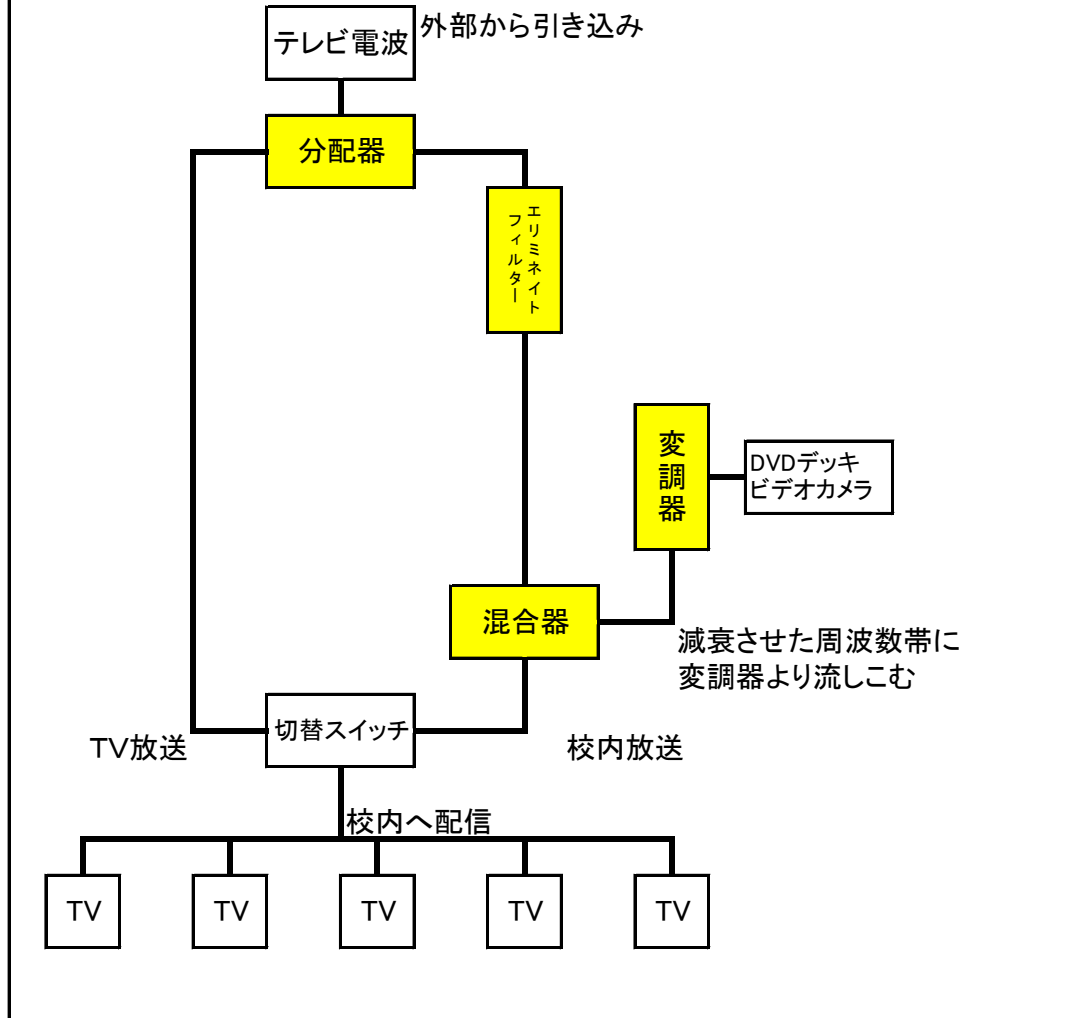 テレビ電波
外部から引き込み
分配器
エリミネイト
フィルター
変調器
DVDデッキ
ビデオカメラ
混合器
減衰させた周波数帯に
変調器より流しこむ
切替スイッチ
TV放送
校内放送
校内へ配信
TV
TV
TV
TV
TV